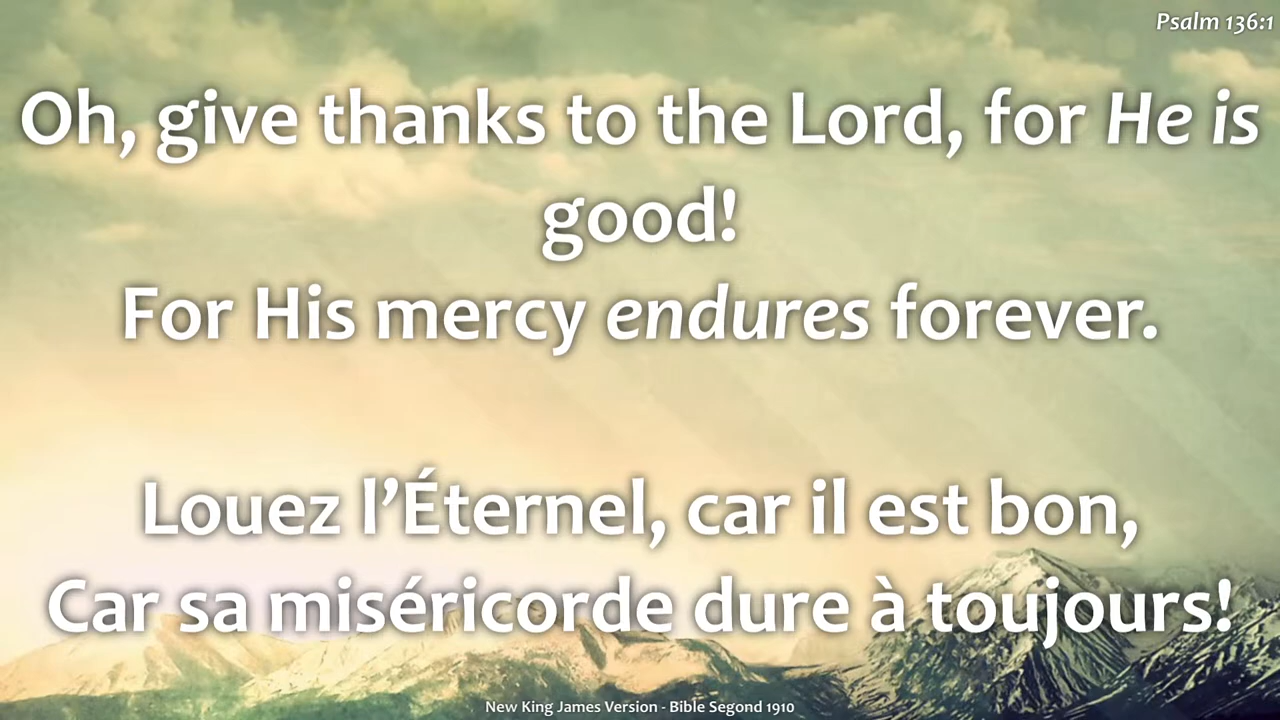 Psalm 136:1
Oh, give thanks to the Lord, for He is
good!
For His mercy endures forever.
Louez l’Éternel, car il est bon,
Car sa miséricorde dure à toujours!
New King James Version - Bible Segond 1910